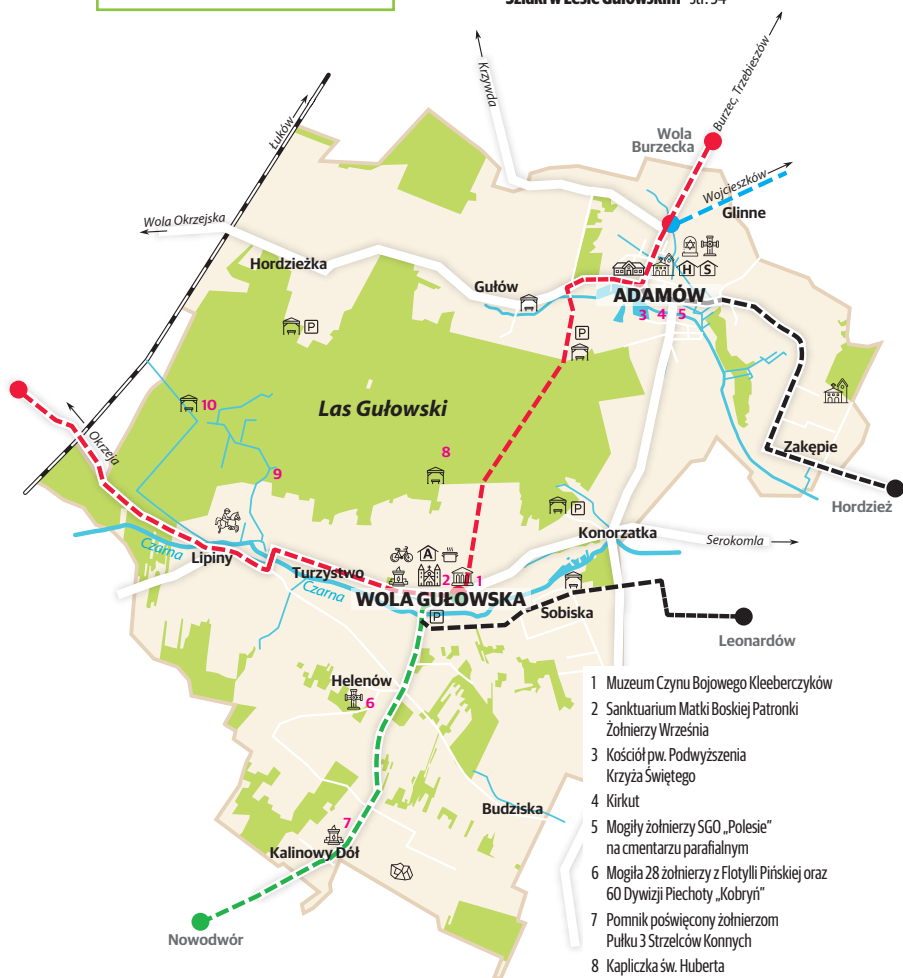 Szlaki w Lesie Gułowskim str. 54
Krzywda
Burzec, Trzebieszów
Łuków
Wola
Burzecka
Wojcieszków
Glinne
Wola Okrzejska
Hordzieżka
Gułów
H
S
ADAMÓW
3 4 5
P
P
10
Las Gułowski
Okrzeja
8
9
Zakępie
Hordzież
P
Konorzatka
Serokomla
Czarna
Lipiny
Turzystwo
A
2
1
Czarna
WOLA GUŁOWSKA
P
Sobiska
Leonardów
Helenów
6
Budziska
7
Kalinowy Dół
Nowodwór
1 Muzeum Czynu Bojowego Kleeberczyków
2 Sanktuarium Matki Boskiej Patronki
Żołnierzy Września
3 Kościół pw. Podwyższenia
Krzyża Świętego
4 Kirkut
5 Mogiły żołnierzy SGO „Polesie”
na cmentarzu parafialnym
6 Mogiła 28 żołnierzy z Flotylli Pińskiej oraz
60 Dywizji Piechoty „Kobryń”
7 Pomnik poświęcony żołnierzom
Pułku 3 Strzelców Konnych
8 Kapliczka św. Huberta